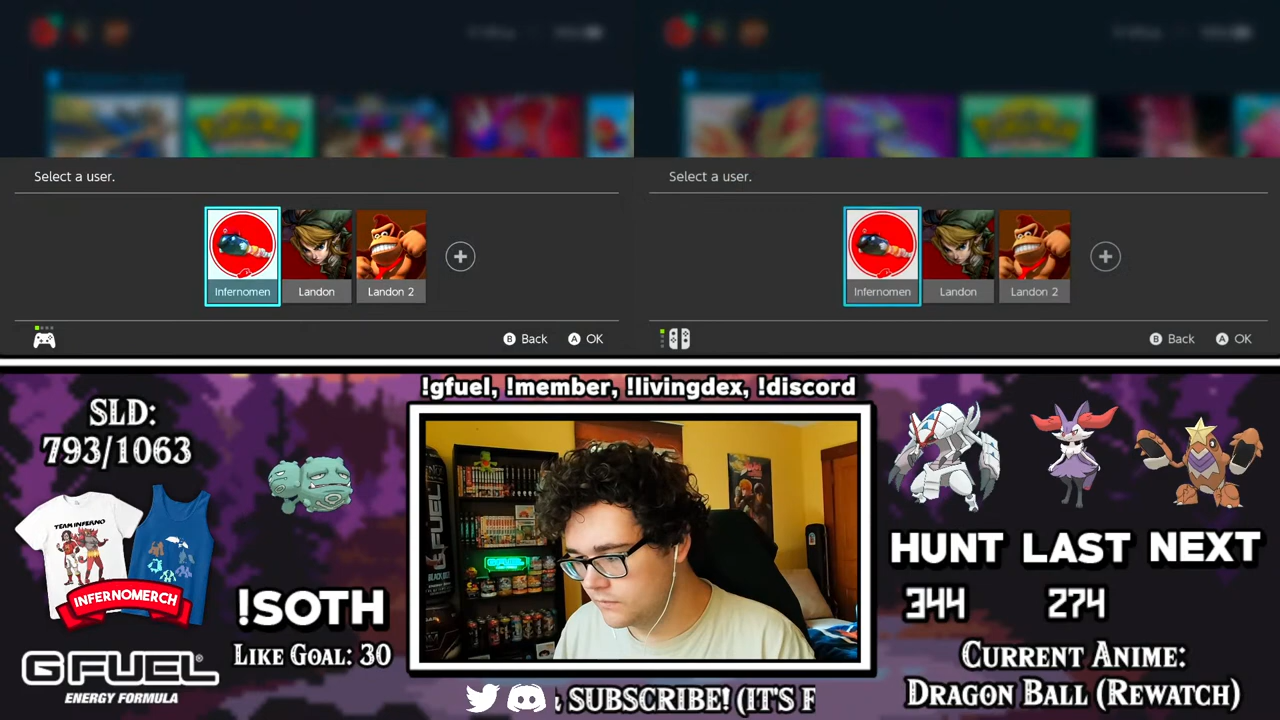 Select a user.
Infernomen
Landon
Landon 2
B Back
A OK
Select a user.
Infernomen
Landon
Landon 2
B Back
A OK
!gfuel, !member, !livingdex, !discord
SLD:
793/1063
TEAM INFERNO
INFERNOMERCH
!SOTH
LIKE GOAL: 30
G FUEL®
ENERGY FORMULA
GFUEL
G FUEL
SUBSCRIBE! (IT'S F
HUNT
LAST
NEXT
344
274
CURRENT ANIME:
DRAGON BALL (REWATCH)